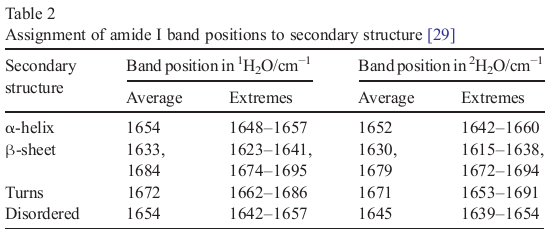 Table 2
Assignment of amide I band positions to secondary structure [29]
Secondary structure Band position in ¹H₂O/cm⁻¹ Band position in ²H₂O/cm⁻¹
Average Extremes Average Extremes
α-helix 1654 1648–1657 1652 1642–1660
β-sheet 1633, 1623–1641, 1630, 1615–1638,
1684 1674–1695 1679 1672–1694
Turns 1672 1662–1686 1671 1653–1691
Disordered 1654 1642–1657 1645 1639–1654